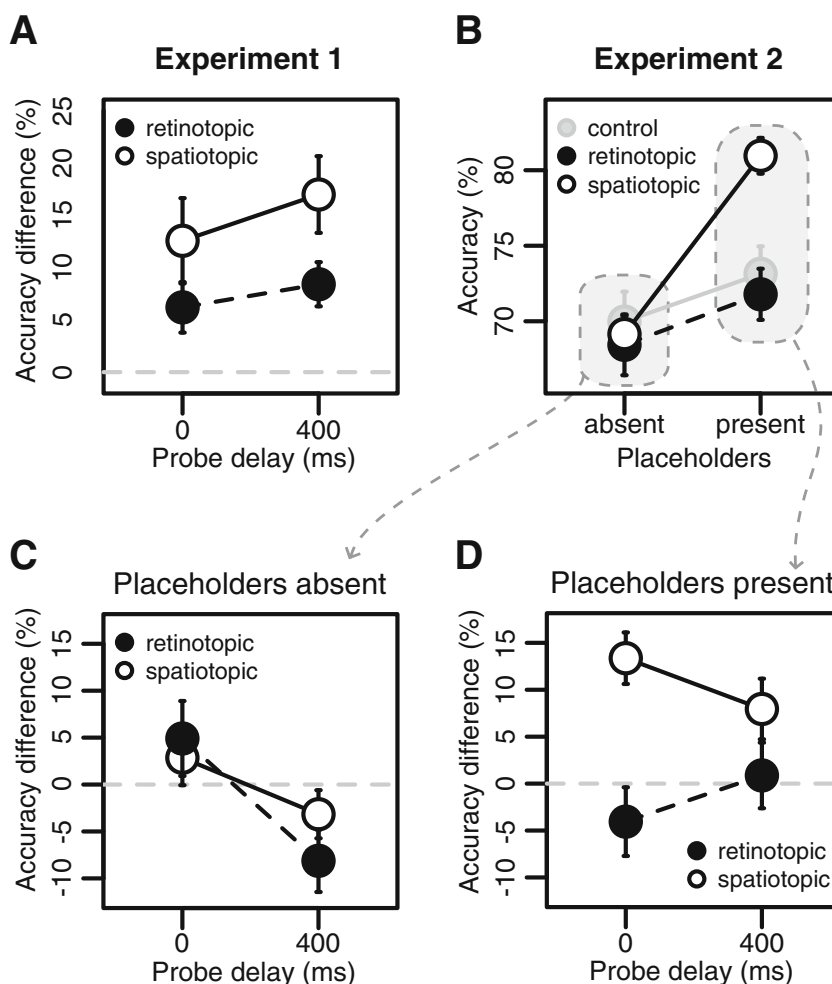 A
Experiment 1
Accuracy difference (%)
25
20
15
10
5
0
retinotopic
spatiotopic
0
400
Probe delay (ms)
B
Experiment 2
Accuracy (%)
80
75
70
control
retinotopic
spatiotopic
absent
present
Placeholders
C
Placeholders absent
Accuracy difference (%)
15
10
5
0
-5
-10
retinotopic
spatiotopic
0
400
Probe delay (ms)
D
Placeholders present
Accuracy difference (%)
15
10
5
0
-5
-10
retinotopic
spatiotopic
0
400
Probe delay (ms)